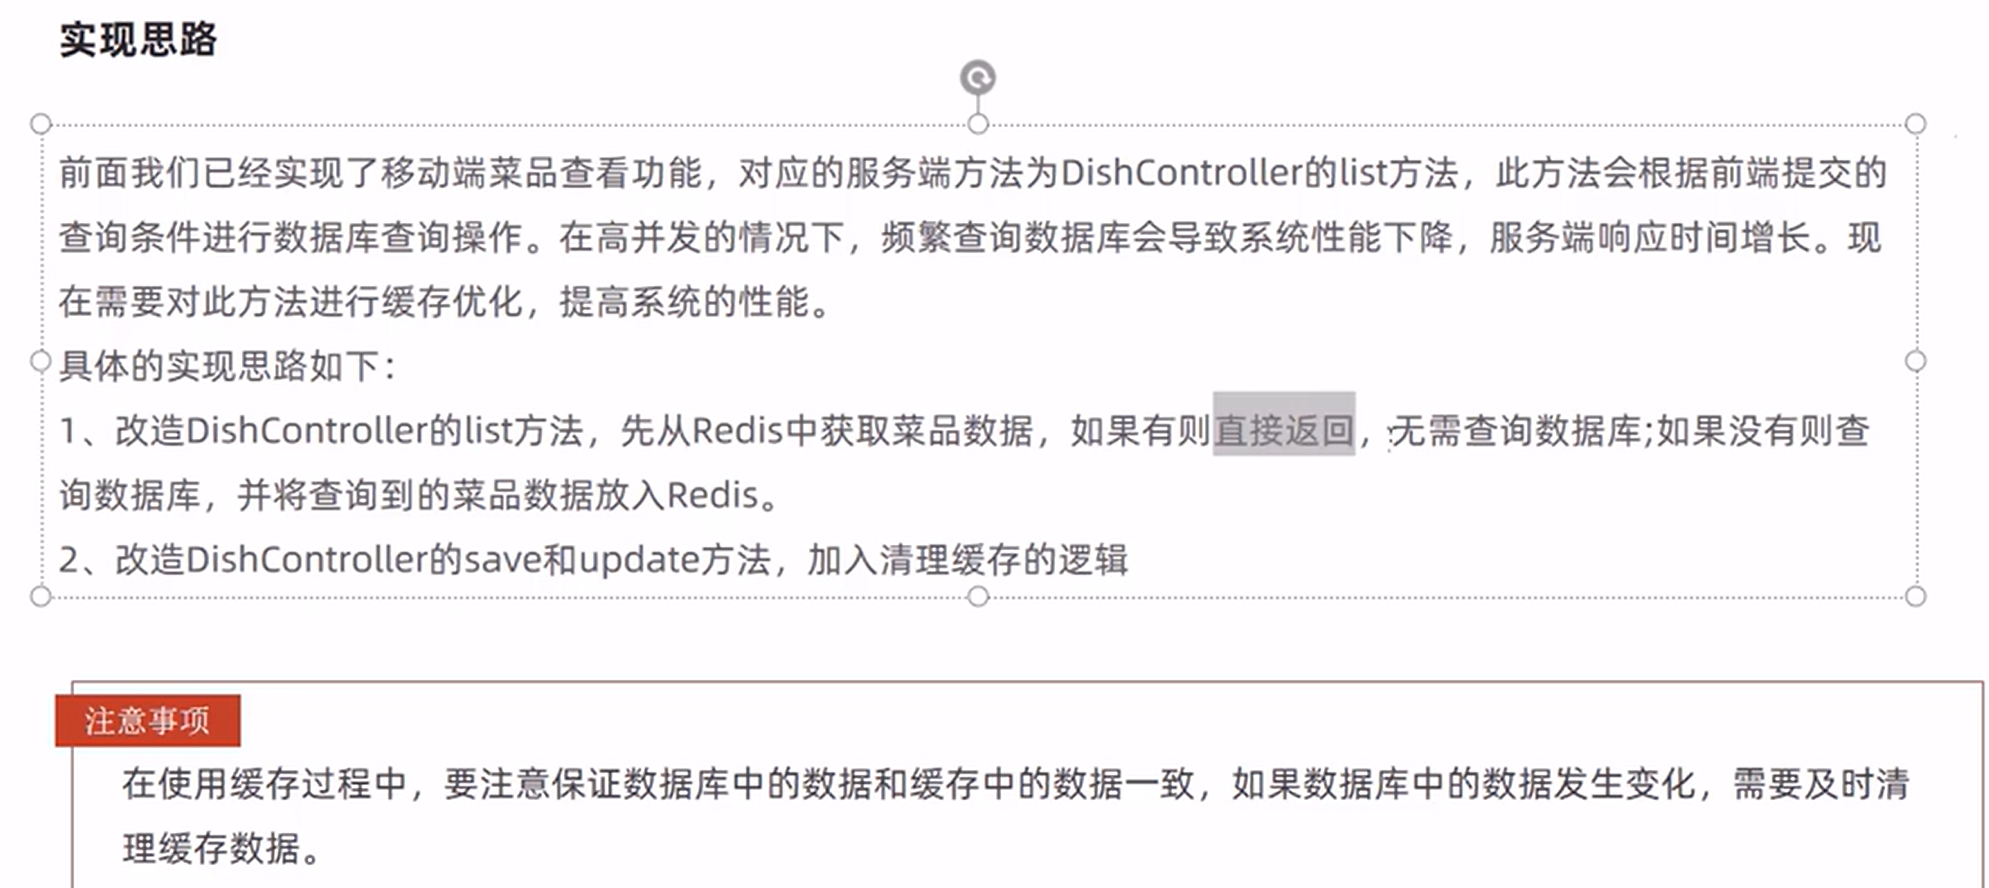 实现思路
前面我们已经实现了移动端菜品查看功能，对应的服务端方法为DishController的list方法，此方法会根据前端提交的
查询条件进行数据库查询操作。在高并发的情况下，频繁查询数据库会导致系统性能下降，服务端响应时间增长。现
在需要对此方法进行缓存优化，提高系统的性能。
具体的实现思路如下：
1、改造DishController的list方法，先从Redis中获取菜品数据，如果有则直接返回，无需查询数据库;如果没有则查
询数据库，并将查询到的菜品数据放入Redis。
2、改造DishController的save和update方法，加入清理缓存的逻辑
注意事项
在使用缓存过程中，要注意保证数据库中的数据和缓存中的数据一致，如果数据库中的数据发生变化，需要及时清
理缓存数据。